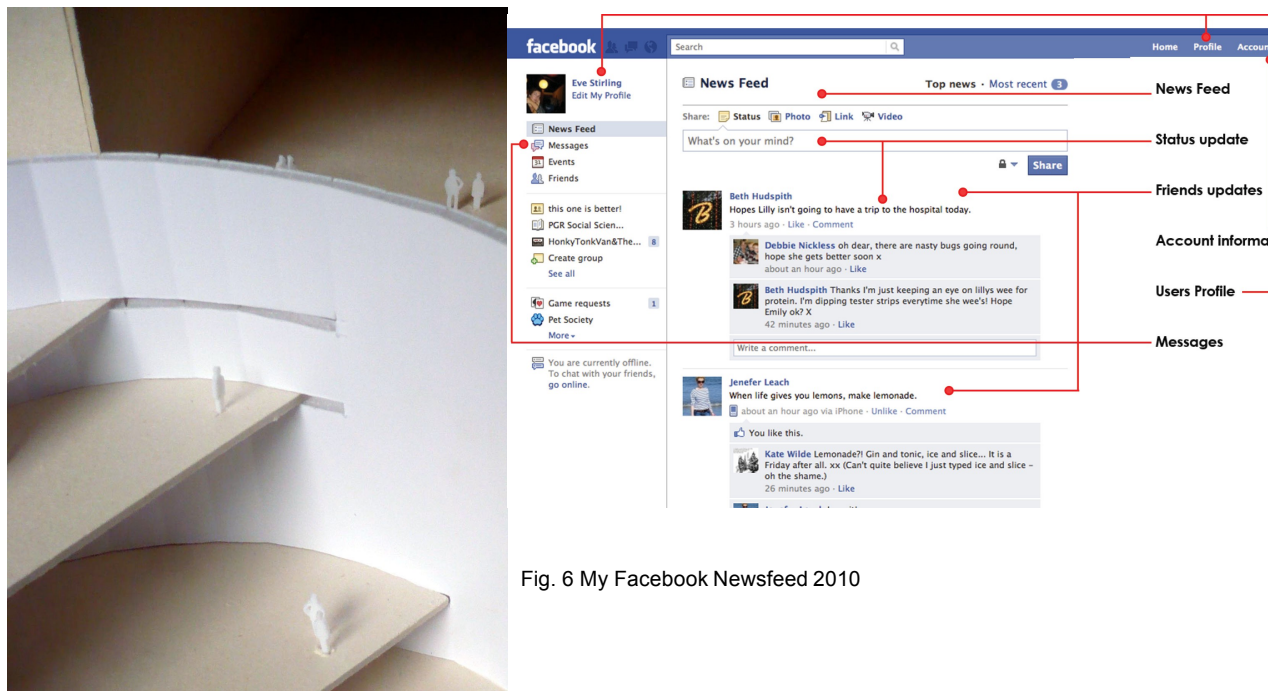 facebook
Search
Home Profile Accoun
Eve Stirling
Edit My Profile
News Feed
Messages
31 Events
Friends
this one is better!
PGR Social Scien...
HonkyTonkVan&The... 8
Create group
See all
Game requests 1
Pet Society
More
You are currently offline.
To chat with your friends,
go online.
News Feed
Top news · Most recent 3
Share: Status Photo Link Video
What's on your mind?
Share
Beth Hudspith
Hopes Lilly isn't going to have a trip to the hospital today.
3 hours ago · Like · Comment
Debbie Nickless oh dear, there are nasty bugs going round,
hope she gets better soon x
about an hour ago · Like
Beth Hudspith Thanks I'm just keeping an eye on lillys wee for
protein. I'm dipping tester strips everytime she wee's! Hope
Emily ok? X
42 minutes ago · Like
Write a comment...
Jenefer Leach
When life gives you lemons, make lemonade.
about an hour ago via iPhone · Unlike · Comment
You like this.
Kate Wilde Lemonade?! Gin and tonic, ice and slice... It is a
Friday after all. xx (Can't quite believe I just typed ice and slice –
oh the shame.)
26 minutes ago · Like
News Feed
Status update
Friends updates
Account informa
Users Profile
Messages
Fig. 6 My Facebook Newsfeed 2010